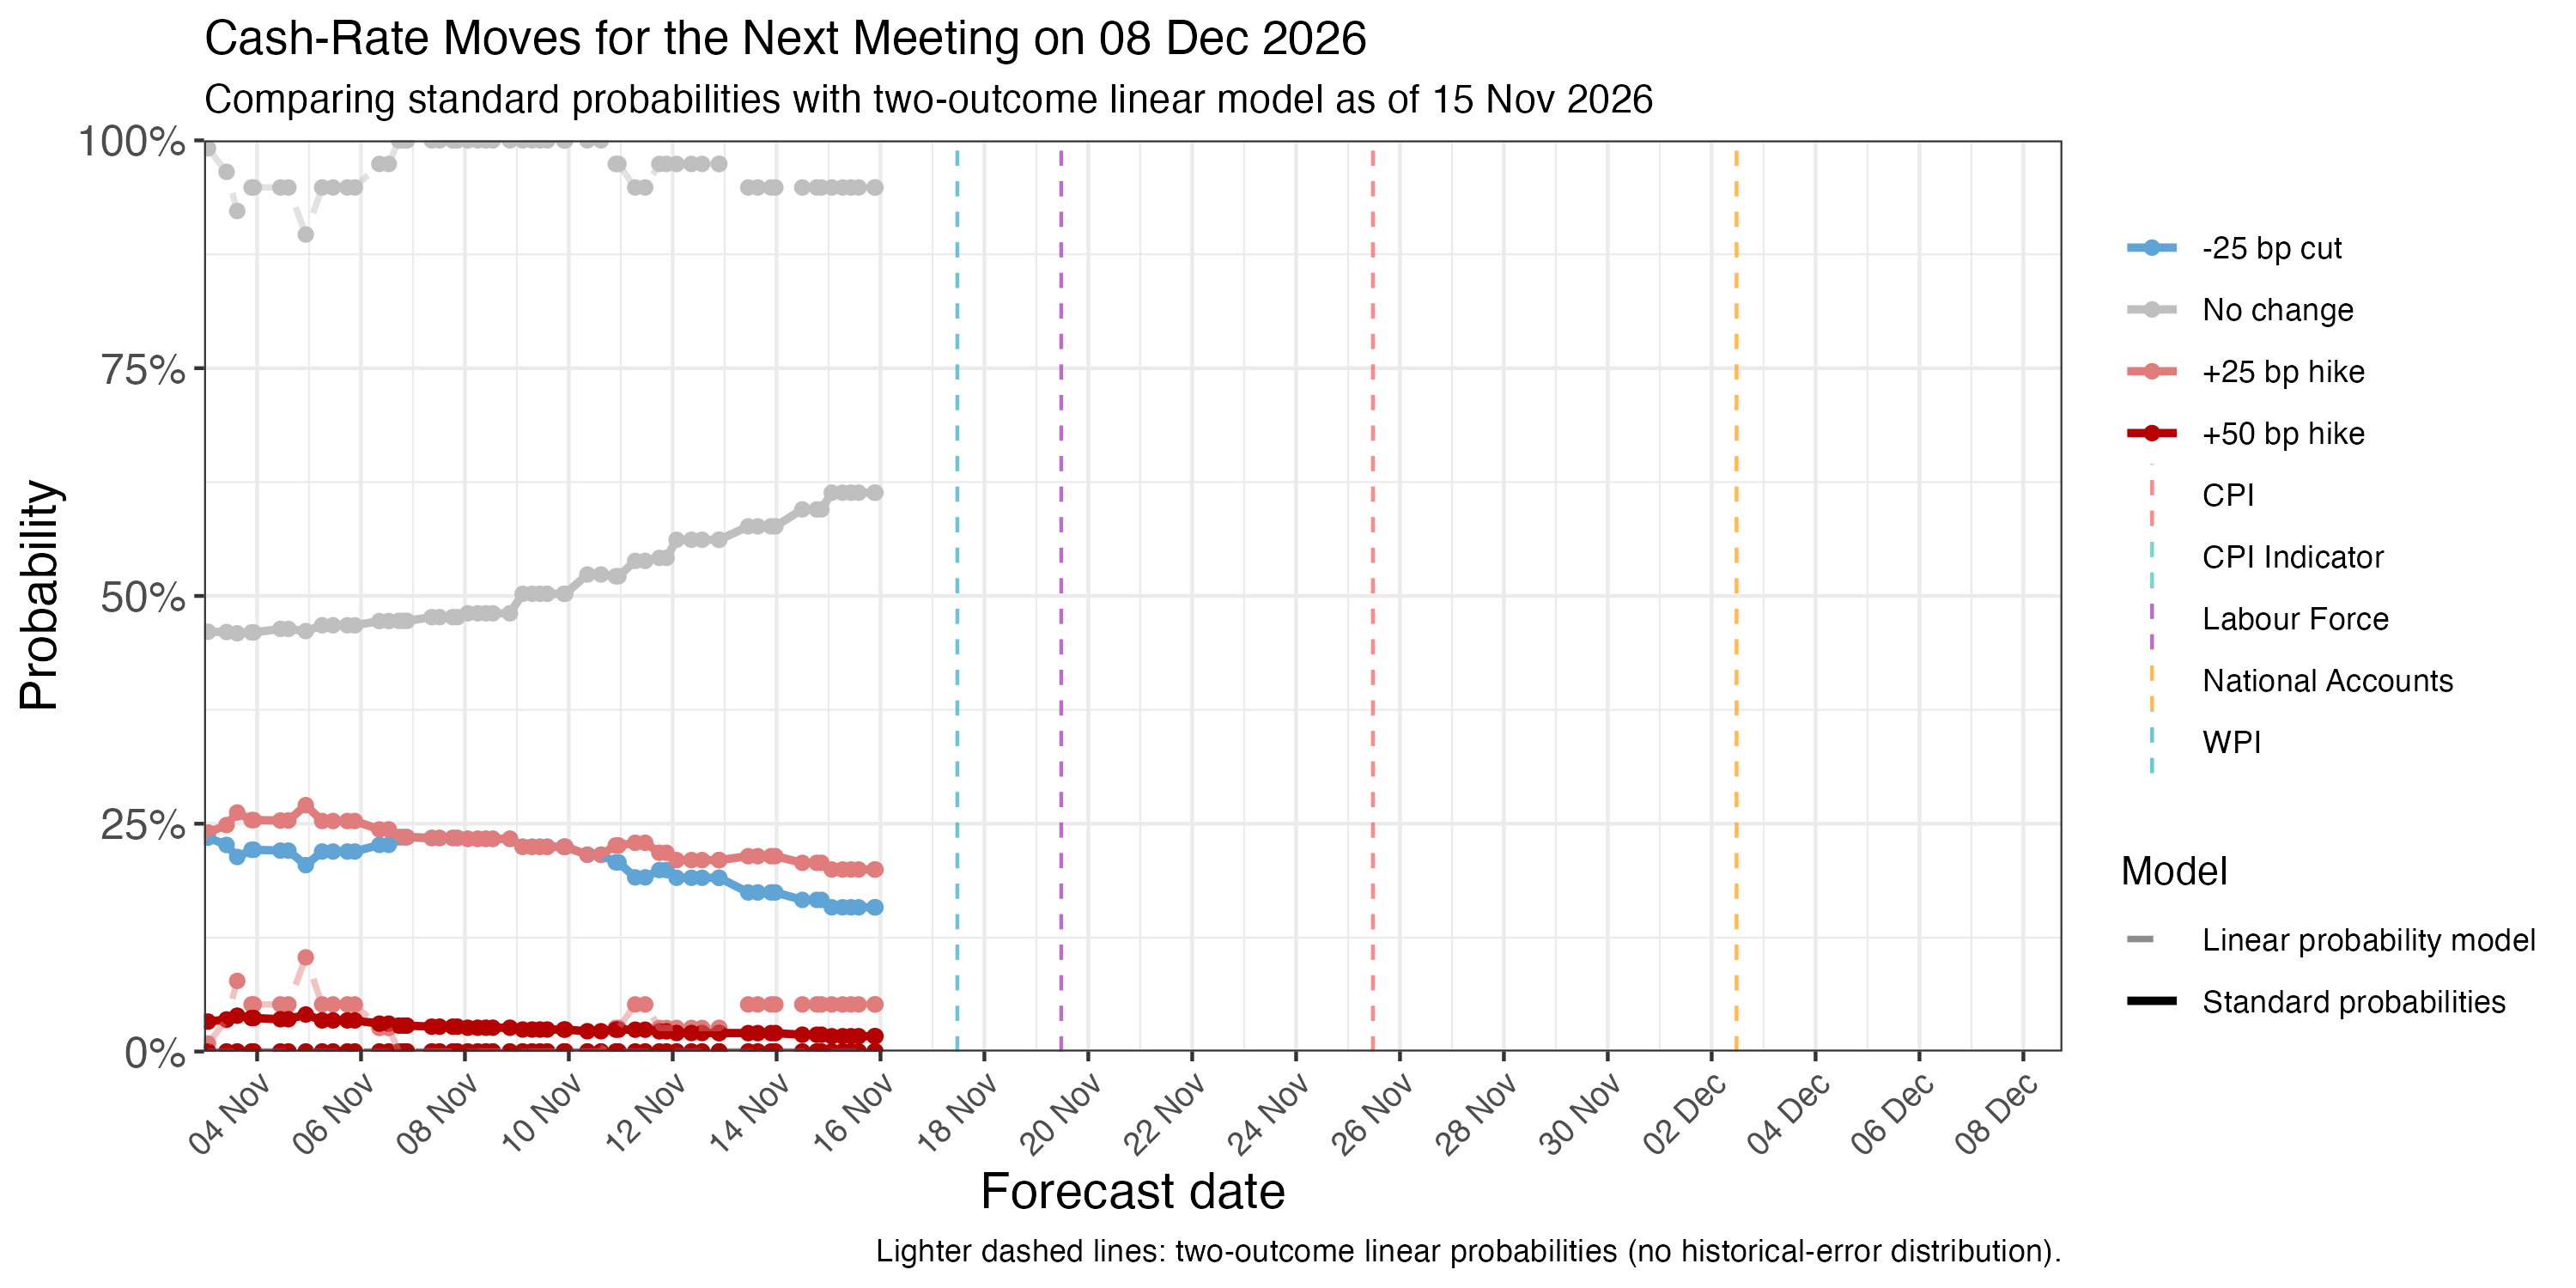 Cash-Rate Moves for the Next Meeting on 08 Dec 2026
Comparing standard probabilities with two-outcome linear model as of 15 Nov 2026
Probability
100%
75%
50%
25%
0%
04 Nov
06 Nov
08 Nov
10 Nov
12 Nov
14 Nov
16 Nov
18 Nov
20 Nov
22 Nov
24 Nov
26 Nov
28 Nov
30 Nov
02 Dec
04 Dec
06 Dec
08 Dec
Forecast date
-25 bp cut
No change
+25 bp hike
+50 bp hike
CPI
CPI Indicator
Labour Force
National Accounts
WPI
Model
Linear probability model
Standard probabilities
Lighter dashed lines: two-outcome linear probabilities (no historical-error distribution).